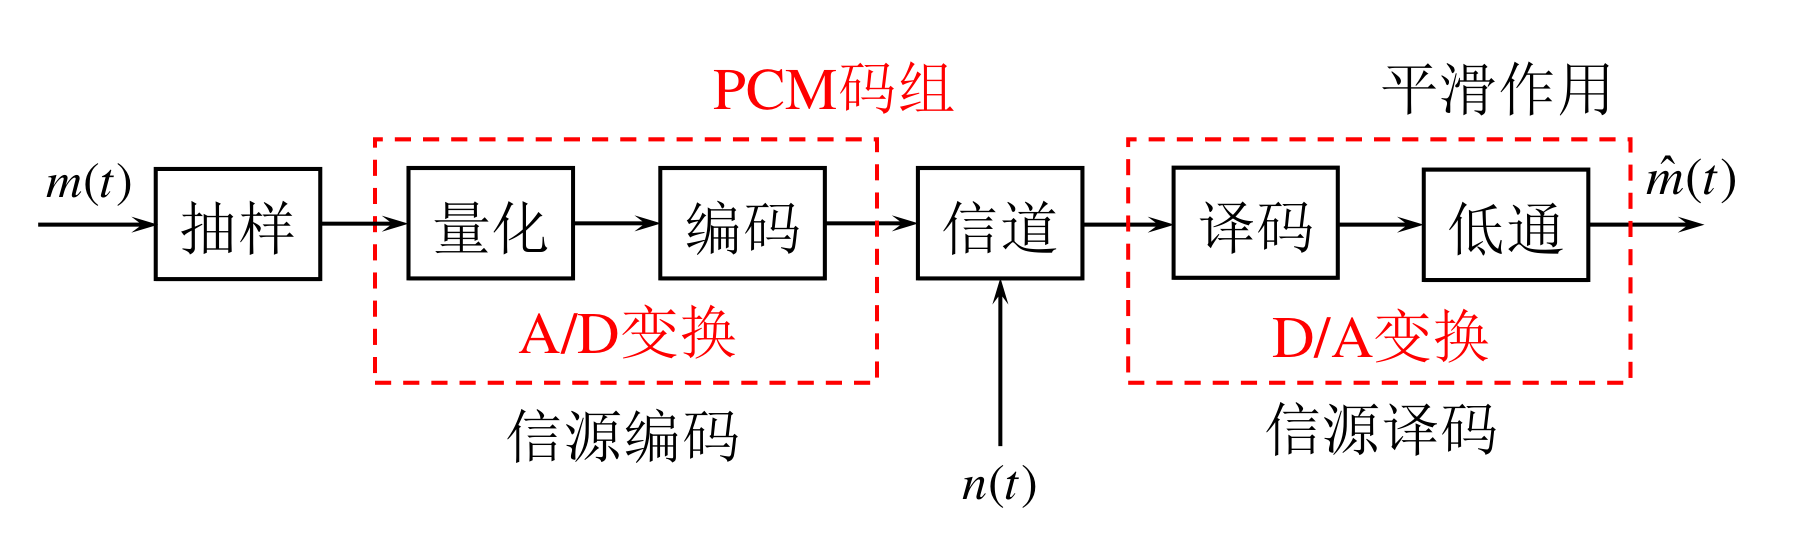 PCM码组
平滑作用
m(t)
抽样
量化
编码
信道
译码
低通
m̂(t)
A/D变换
D/A变换
信源编码
信源译码
n(t)